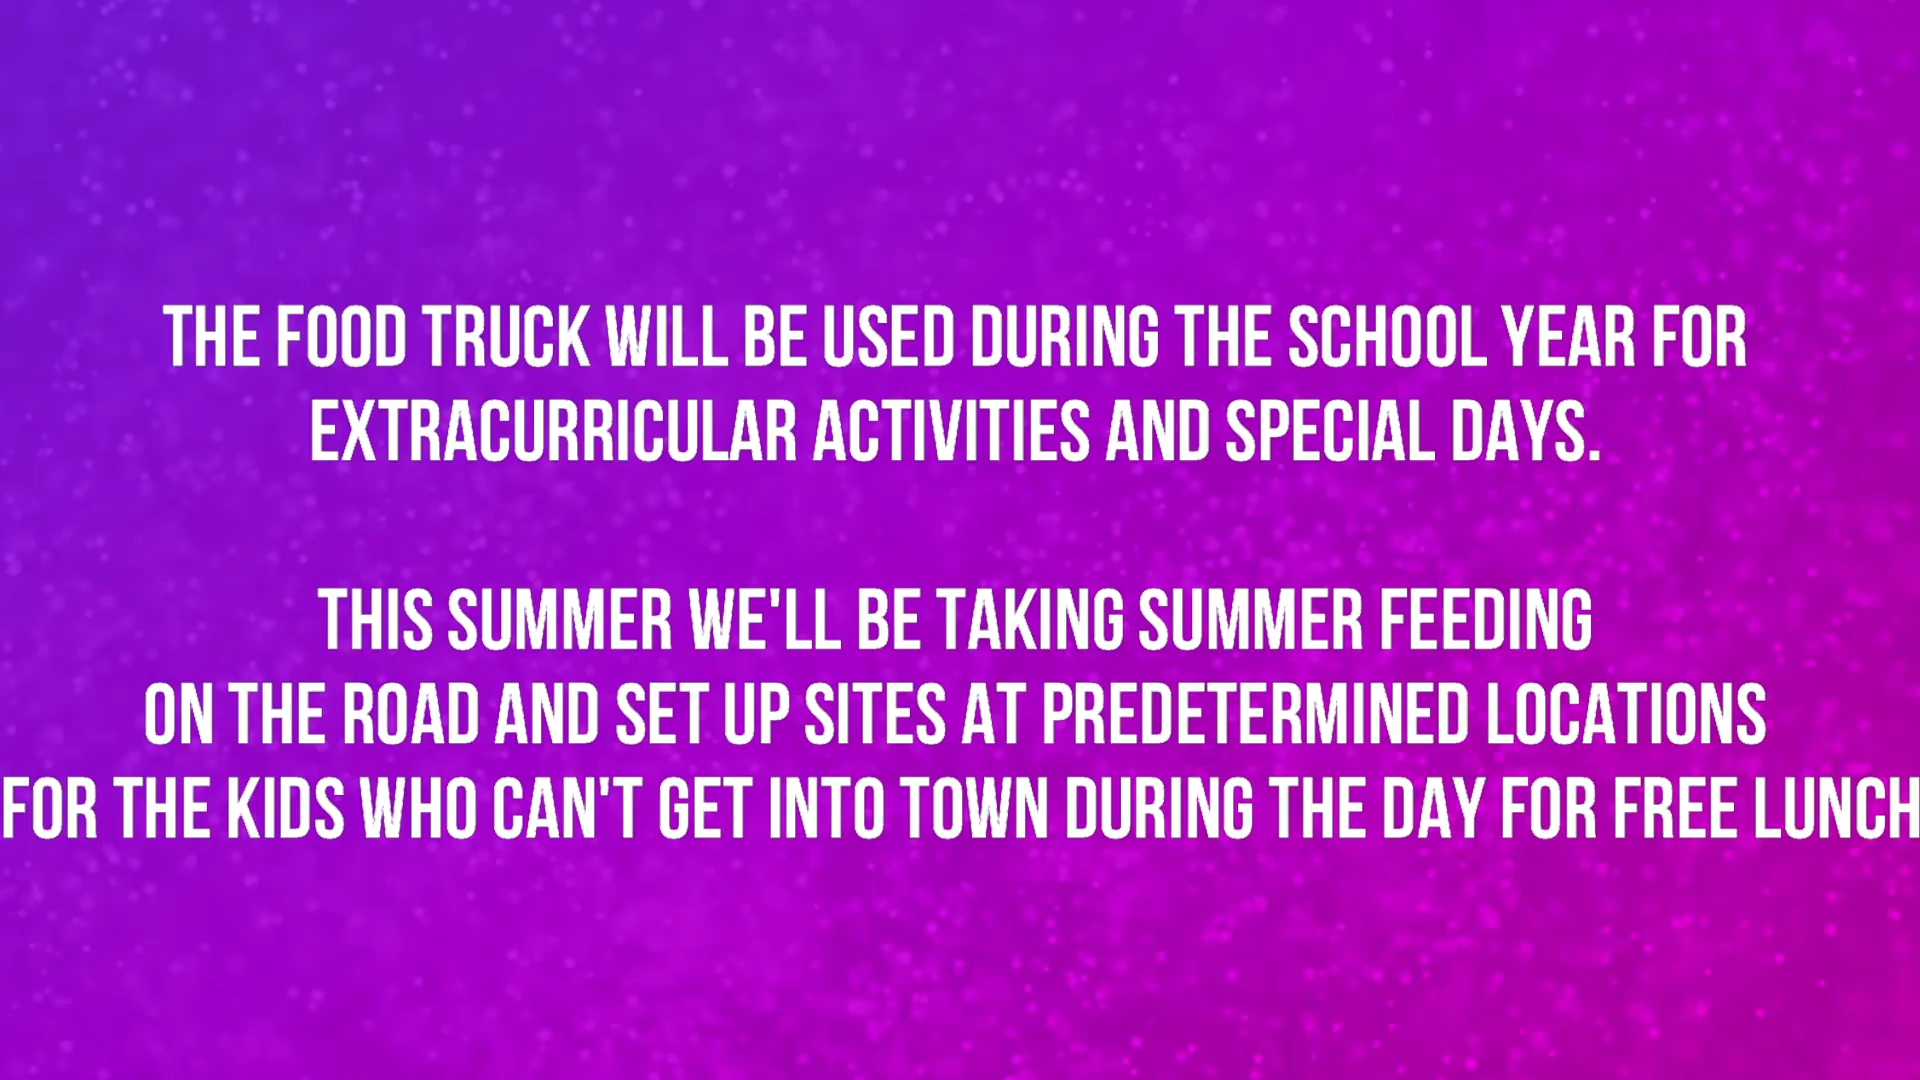 THE FOOD TRUCK WILL BE USED DURING THE SCHOOL YEAR FOR
EXTRACURRICULAR ACTIVITIES AND SPECIAL DAYS.
THIS SUMMER WE'LL BE TAKING SUMMER FEEDING
ON THE ROAD AND SET UP SITES AT PREDETERMINED LOCATIONS
FOR THE KIDS WHO CAN'T GET INTO TOWN DURING THE DAY FOR FREE LUNCH